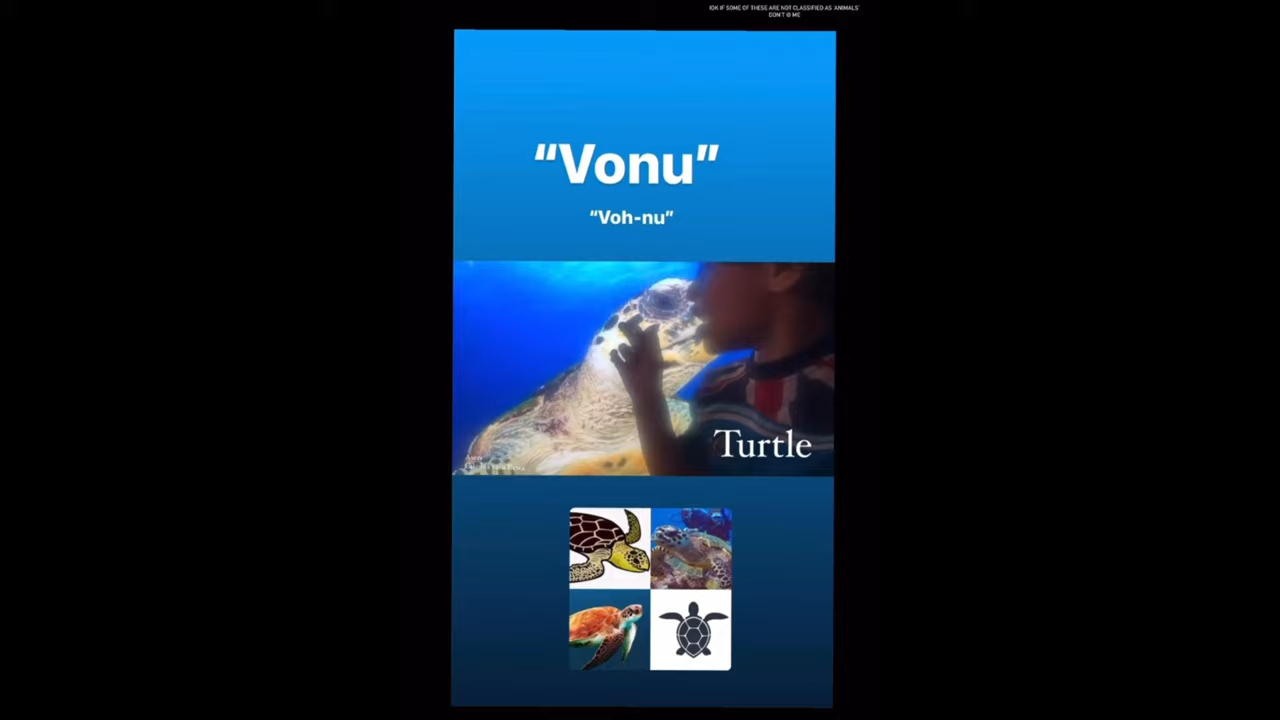 IDK IF SOME OF THESE ARE NOT CLASSIFIED AS 'ANIMALS'
DON'T @ ME
“Vonu”
“Voh-nu”
Turtle